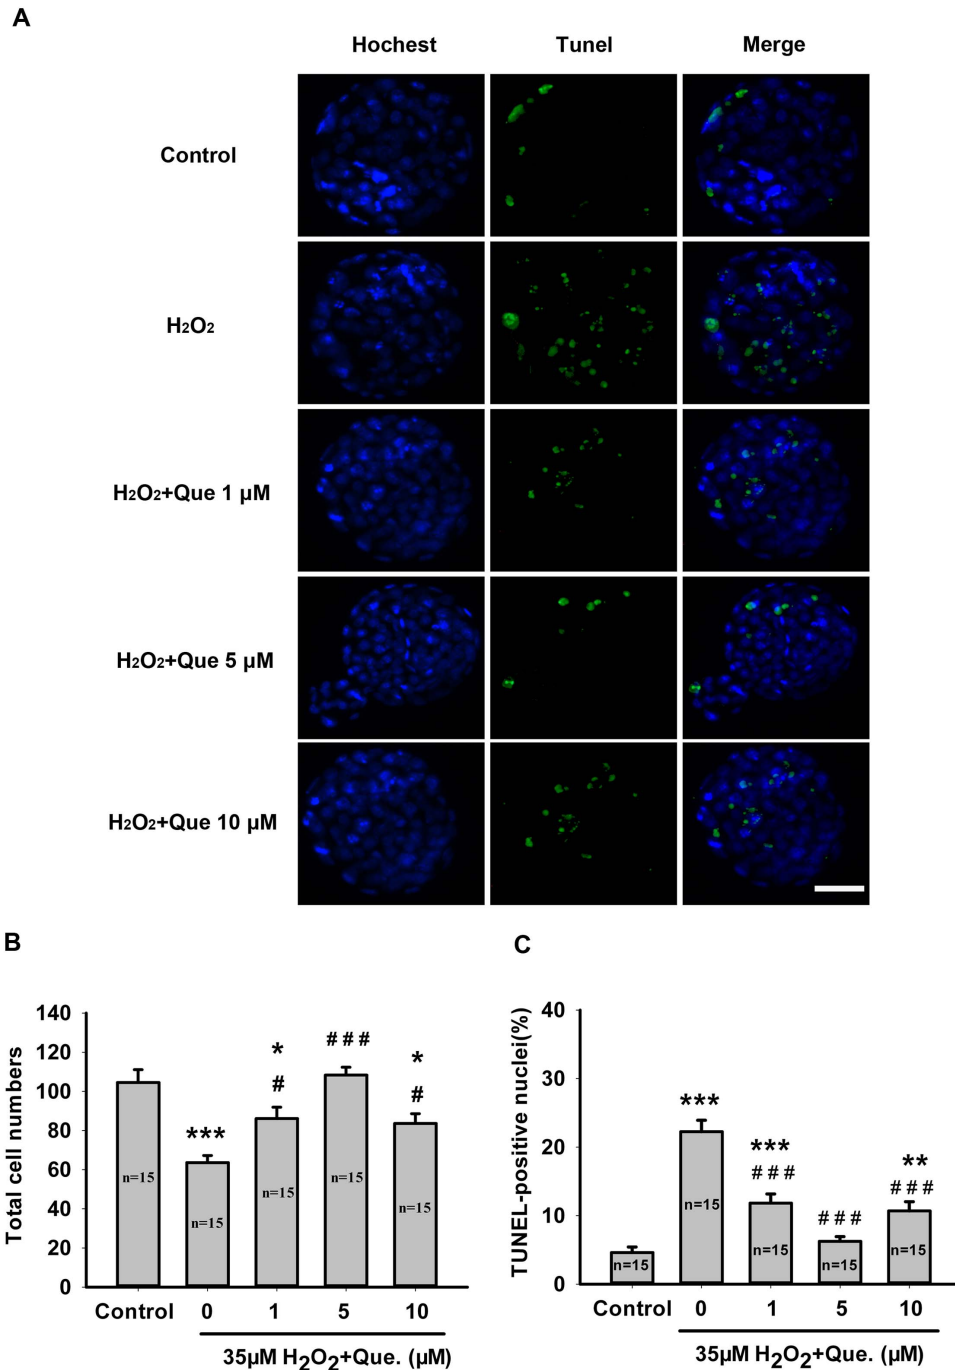 A
Hochest Tunel Merge
Control
H2O2
H2O2+Que 1 µM
H2O2+Que 5 µM
H2O2+Que 10 µM
B
Total cell numbers
140
120
100
80
60
40
20
0
n=15
***
n=15
*
#
n=15
###
n=15
*
#
n=15
Control 0 1 5 10
35µM H2O2+Que. (µM)
C
TUNEL-positive nuclei(%)
40
30
20
10
0
n=15
***
n=15
***
###
n=15
###
n=15
**
###
n=15
Control 0 1 5 10
35µM H2O2+Que. (µM)